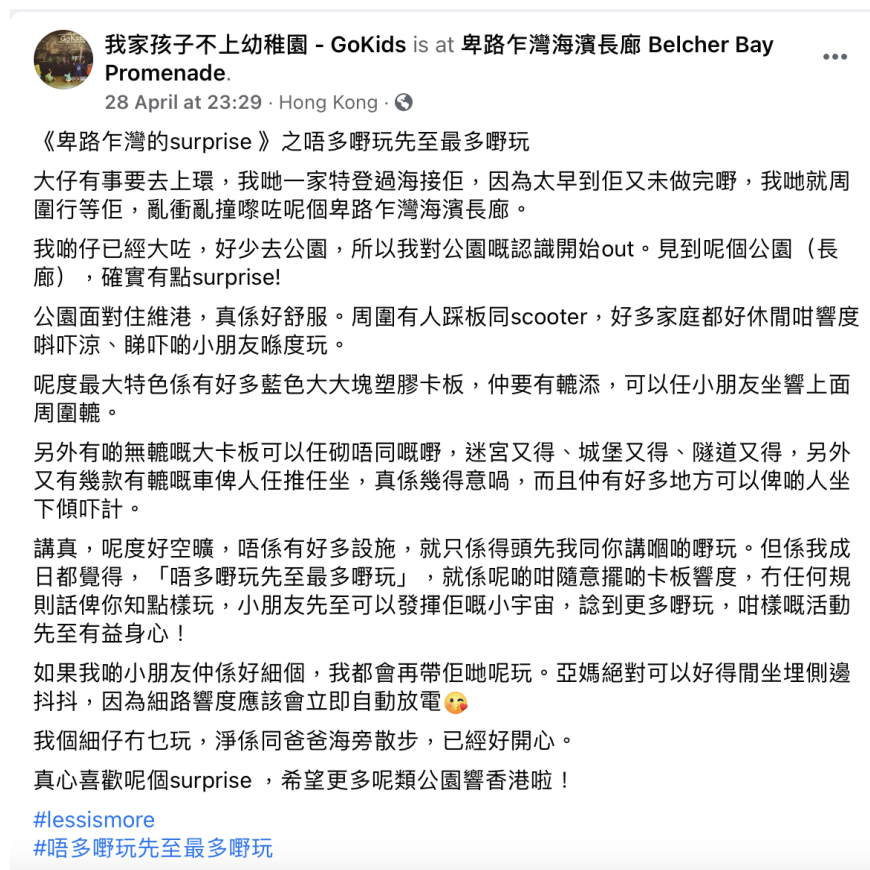 我家孩子不上幼稚園 - GoKids is at 卑路乍灣海濱長廊 Belcher Bay
Promenade.
28 April at 23:29 · Hong Kong ·
《卑路乍灣的surprise 》之唔多嘢玩先至最多嘢玩
大仔有事要去上環，我哋一家特登過海接佢，因為太早到佢又未做完嘢，我哋就周
圍行等佢，亂衝亂撞嚟咗呢個卑路乍灣海濱長廊。
我啲仔已經大咗，好少去公園，所以我對公園嘅認識開始out。見到呢個公園（長
廊），確實有點surprise!
公園面對住維港，真係好舒服。周圍有人踩板同scooter，好多家庭都好休閒咁響度
唞吓涼、睇吓啲小朋友喺度玩。
呢度最大特色係有好多藍色大大塊塑膠卡板，仲要有轆添，可以任小朋友坐響上面
周圍轆。
另外有啲無轆嘅大卡板可以任砌唔同嘅嘢，迷宮又得、城堡又得、隧道又得，另外
又有幾款有轆嘅車俾人任推任坐，真係幾得意喎，而且仲有好多地方可以俾啲人坐
下傾吓計。
講真，呢度好空曠，唔係有好多設施，就只係得頭先我同你講嗰啲嘢玩。但係我成
日都覺得，「唔多嘢玩先至最多嘢玩」，就係呢啲咁隨意擺啲卡板響度，冇任何規
則話俾你知點樣玩，小朋友先至可以發揮佢嘅小宇宙，諗到更多嘢玩，咁樣嘅活動
先至有益身心！
如果我啲小朋友仲係好細個，我都會再帶佢哋呢玩。亞媽絕對可以好得閒坐埋側邊
抖抖，因為細路響度應該會立即自動放電😘
我個細仔冇乜玩，淨係同爸爸海旁散步，已經好開心。
真心喜歡呢個surprise ，希望更多呢類公園響香港啦！
#lessismore
#唔多嘢玩先至最多嘢玩